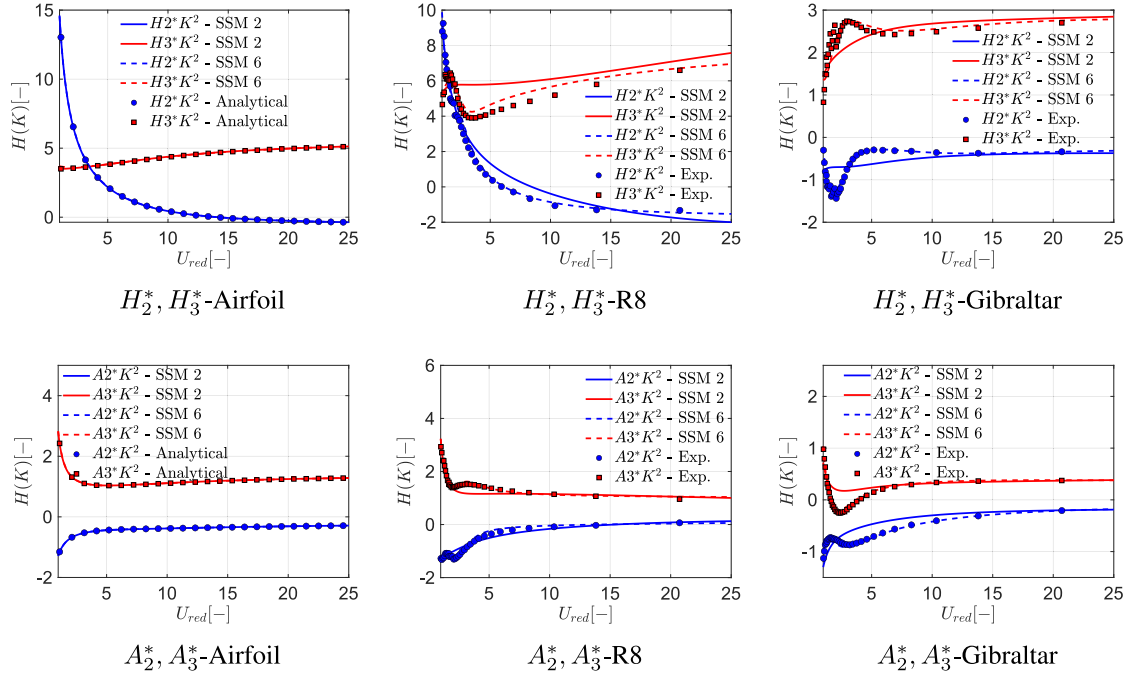 H(K)[−]
15
10
5
0
H2*K² - SSM 2
H3*K² - SSM 2
H2*K² - SSM 6
H3*K² - SSM 6
H2*K² - Analytical
H3*K² - Analytical
5 10 15 20 25
U_red[−]
H₂*, H₃*-Airfoil
H(K)[−]
10
8
6
4
2
0
-2
H2*K² - SSM 2
H3*K² - SSM 2
H2*K² - SSM 6
H3*K² - SSM 6
H2*K² - Exp.
H3*K² - Exp.
5 10 15 20 25
U_red[−]
H₂*, H₃*-R8
H(K)[−]
3
2
1
0
-1
-2
H2*K² - SSM 2
H3*K² - SSM 2
H2*K² - SSM 6
H3*K² - SSM 6
H2*K² - Exp.
H3*K² - Exp.
5 10 15 20 25
U_red[−]
H₂*, H₃*-Gibraltar
H(K)[−]
4
2
0
-2
A2*K² - SSM 2
A3*K² - SSM 2
A2*K² - SSM 6
A3*K² - SSM 6
A2*K² - Analytical
A3*K² - Analytical
5 10 15 20 25
U_red[−]
A₂*, A₃*-Airfoil
H(K)[−]
6
4
2
0
-2
A2*K² - SSM 2
A3*K² - SSM 2
A2*K² - SSM 6
A3*K² - SSM 6
A2*K² - Exp.
A3*K² - Exp.
5 10 15 20 25
U_red[−]
A₂*, A₃*-R8
H(K)[−]
2
1
0
-1
A2*K² - SSM 2
A3*K² - SSM 2
A2*K² - SSM 6
A3*K² - SSM 6
A2*K² - Exp.
A3*K² - Exp.
5 10 15 20 25
U_red[−]
A₂*, A₃*-Gibraltar